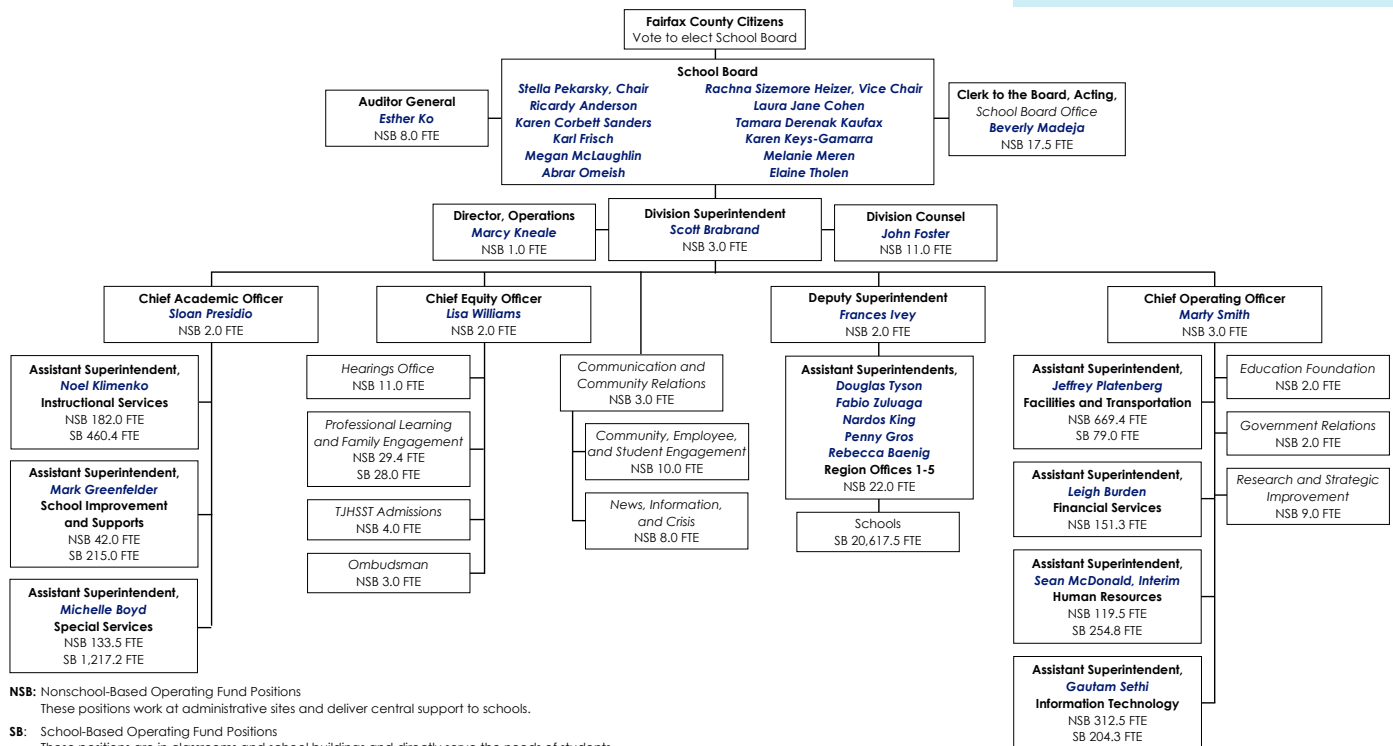 Fairfax County Citizens
Vote to elect School Board
School Board
Stella Pekarsky, Chair
Ricardy Anderson
Karen Corbett Sanders
Karl Frisch
Megan McLaughlin
Abrar Omeish
Rachna Sizemore Heizer, Vice Chair
Laura Jane Cohen
Tamara Derenak Kaufax
Karen Keys-Gamarra
Melanie Meren
Elaine Tholen
Auditor General
Esther Ko
NSB 8.0 FTE
Clerk to the Board, Acting,
School Board Office
Beverly Madeja
NSB 17.5 FTE
Director, Operations
Marcy Kneale
NSB 1.0 FTE
Division Superintendent
Scott Brabrand
NSB 3.0 FTE
Division Counsel
John Foster
NSB 11.0 FTE
Chief Academic Officer
Sloan Presidio
NSB 2.0 FTE
Assistant Superintendent,
Noel Klimenko
Instructional Services
NSB 182.0 FTE
SB 460.4 FTE
Assistant Superintendent,
Mark Greenfelder
School Improvement
and Supports
NSB 42.0 FTE
SB 215.0 FTE
Assistant Superintendent,
Michelle Boyd
Special Services
NSB 133.5 FTE
SB 1,217.2 FTE
Chief Equity Officer
Lisa Williams
NSB 2.0 FTE
Hearings Office
NSB 11.0 FTE
Professional Learning
and Family Engagement
NSB 29.4 FTE
SB 28.0 FTE
TJHSST Admissions
NSB 4.0 FTE
Ombudsman
NSB 3.0 FTE
Communication and
Community Relations
NSB 3.0 FTE
Community, Employee,
and Student Engagement
NSB 10.0 FTE
News, Information,
and Crisis
NSB 8.0 FTE
Deputy Superintendent
Frances Ivey
NSB 2.0 FTE
Assistant Superintendents,
Douglas Tyson
Fabio Zuluaga
Nardos King
Penny Gros
Rebecca Baenig
Region Offices 1-5
NSB 22.0 FTE
Schools
SB 20,617.5 FTE
Chief Operating Officer
Marty Smith
NSB 3.0 FTE
Assistant Superintendent,
Jeffrey Platenberg
Facilities and Transportation
NSB 669.4 FTE
SB 79.0 FTE
Assistant Superintendent,
Leigh Burden
Financial Services
NSB 151.3 FTE
Assistant Superintendent,
Sean McDonald, Interim
Human Resources
NSB 119.5 FTE
SB 254.8 FTE
Assistant Superintendent,
Gautam Sethi
Information Technology
NSB 312.5 FTE
SB 204.3 FTE
Education Foundation
NSB 2.0 FTE
Government Relations
NSB 2.0 FTE
Research and Strategic
Improvement
NSB 9.0 FTE
NSB: Nonschool-Based Operating Fund Positions
These positions work at administrative sites and deliver central support to schools.
SB: School-Based Operating Fund Positions
These positions are in classrooms and school buildings and directly serve the needs of students.